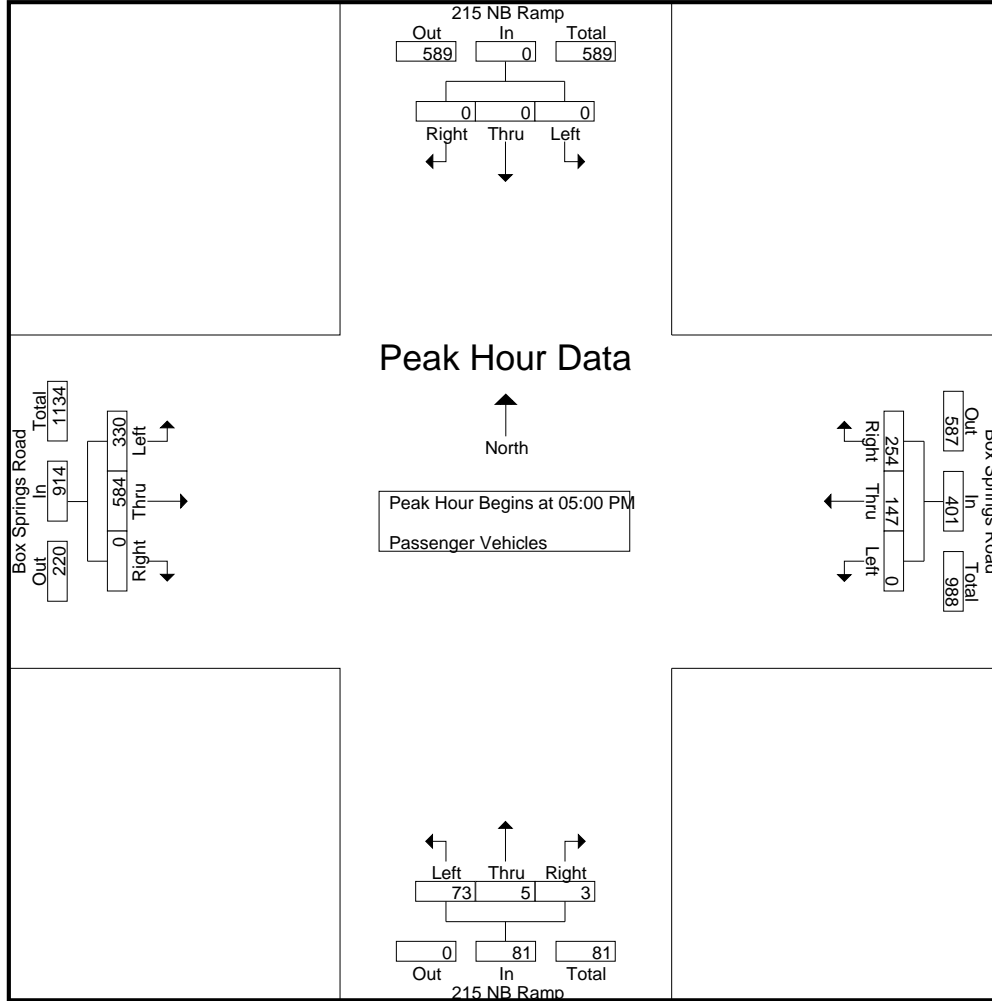 215 NB Ramp
Out In Total
589 0 589
0 0 0
Right Thru Left
Peak Hour Data
North
Peak Hour Begins at 05:00 PM
Passenger Vehicles
Box Springs Road
Total In Out
1134 914 220
330 584 0
Left Thru Right
Box Springs Road
Out In Total
587 401 988
254 147 0
Right Thru Left
Left Thru Right
73 5 3
0 81 81
Out In Total
215 NB Ramp